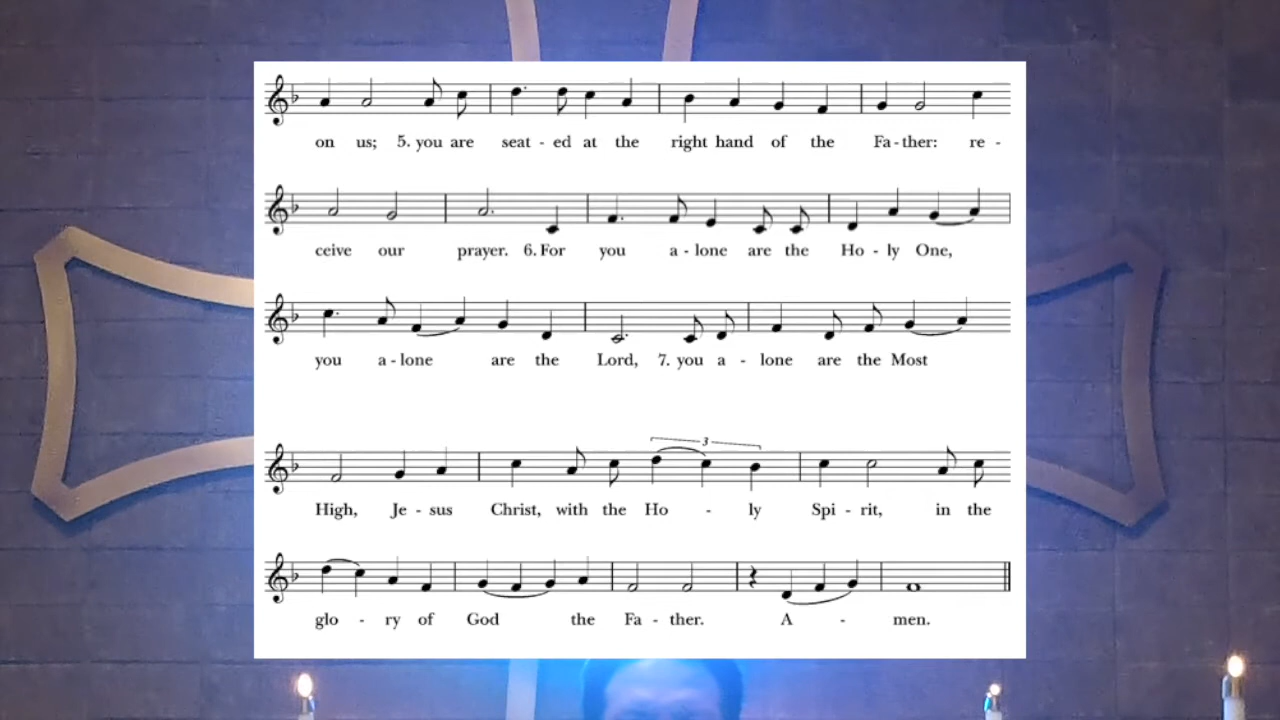 on us; 5. you are seat - ed at the right hand of the Fa - ther: re -
ceive our prayer. 6. For you a - lone are the Ho - ly One,
you a - lone are the Lord, 7. you a - lone are the Most
High, Je - sus Christ, with the Ho - ly Spi - rit, in the
3
glo - ry of God the Fa - ther. A - men.